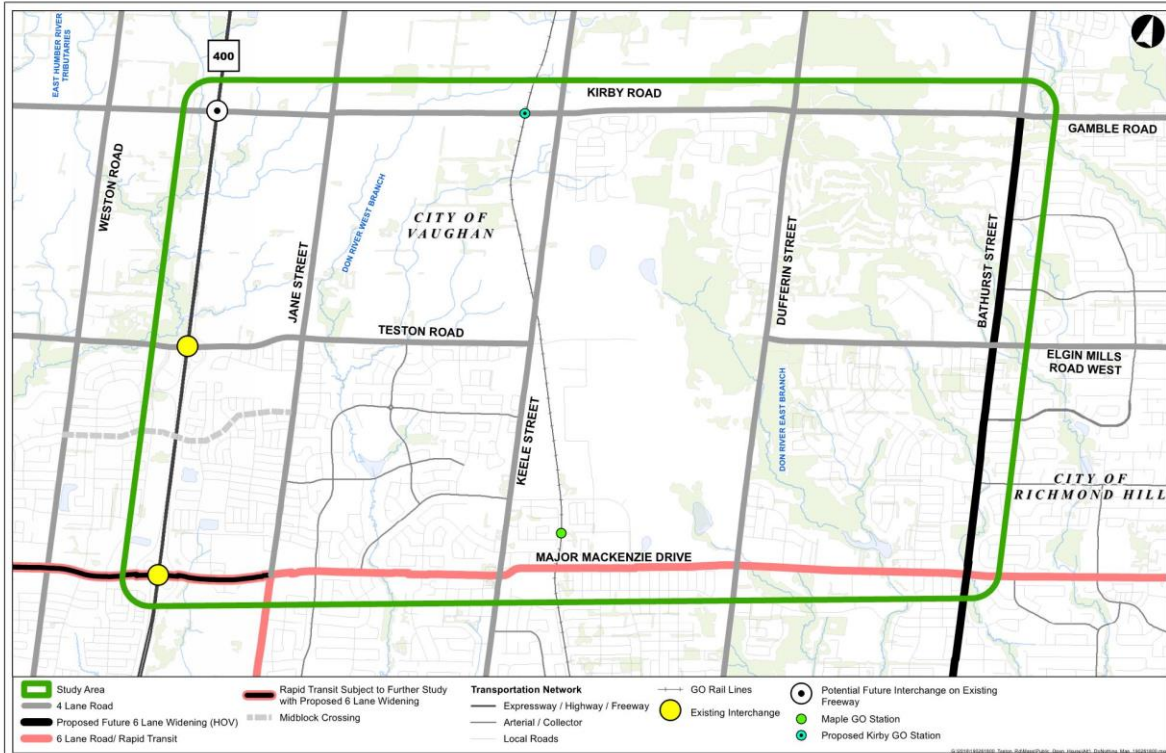 EAST HUMBER RIVER
TRIBUTARIES
400
KIRBY ROAD
GAMBLE ROAD
WESTON ROAD
DON RIVER WEST BRANCH
CITY OF
VAUGHAN
JANE STREET
DUFFERIN STREET
BATHURST STREET
TESTON ROAD
ELGIN MILLS
ROAD WEST
KEELE STREET
DON RIVER EAST BRANCH
CITY OF
RICHMOND HILL
MAJOR MACKENZIE DRIVE
Study Area
4 Lane Road
Proposed Future 6 Lane Widening (HOV)
6 Lane Road/ Rapid Transit
Rapid Transit Subject to Further Study
with Proposed 6 Lane Widening
Midblock Crossing
Transportation Network
Expressway / Highway / Freeway
Arterial / Collector
Local Roads
GO Rail Lines
Existing Interchange
Potential Future Interchange on Existing
Freeway
Maple GO Station
Proposed Kirby GO Station